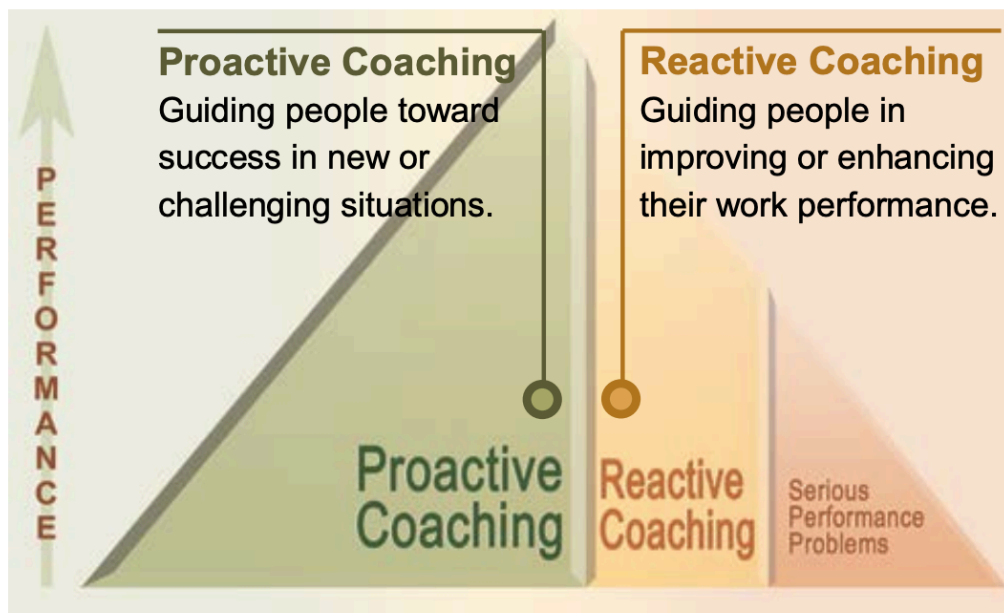 PERFORMANCE
Proactive Coaching
Guiding people toward
success in new or
challenging situations.
Reactive Coaching
Guiding people in
improving or enhancing
their work performance.
Proactive
Coaching
Reactive
Coaching
Serious
Performance
Problems